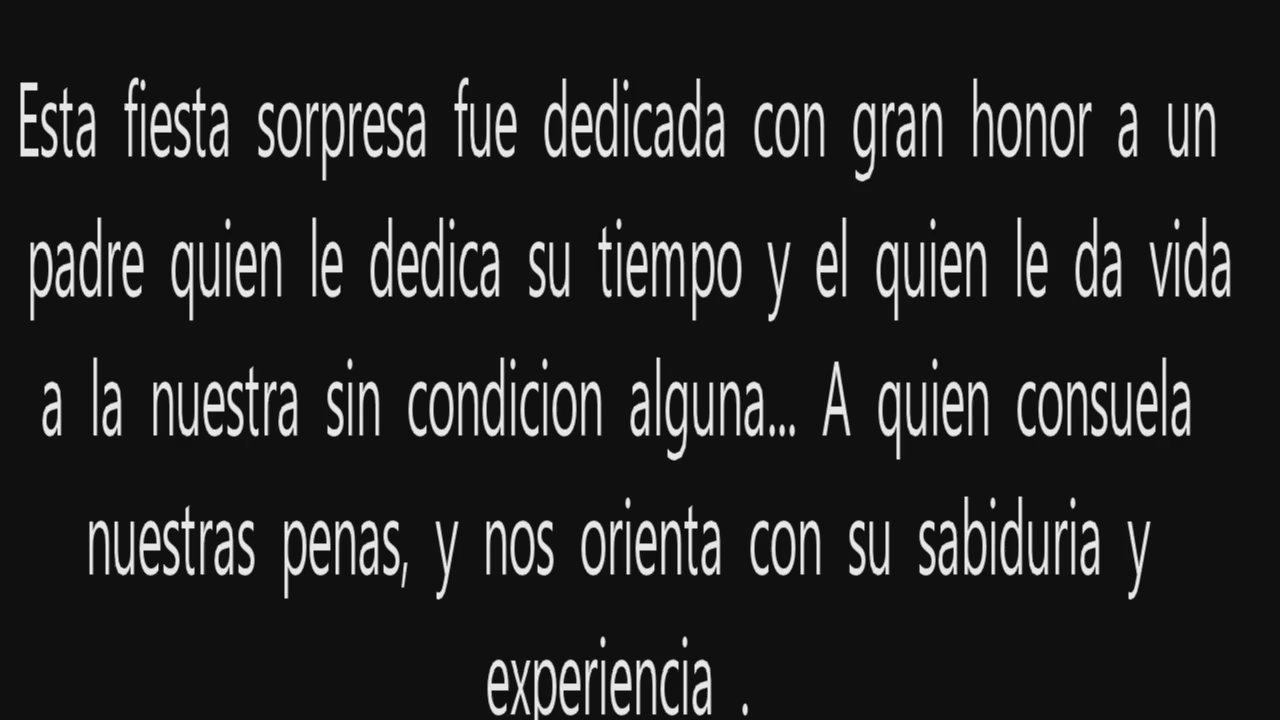 Esta fiesta sorpresa fue dedicada con gran honor a un
padre quien le dedica su tiempo y el quien le da vida
a la nuestra sin condicion alguna... A quien consuela
nuestras penas, y nos orienta con su sabiduria y
experiencia .